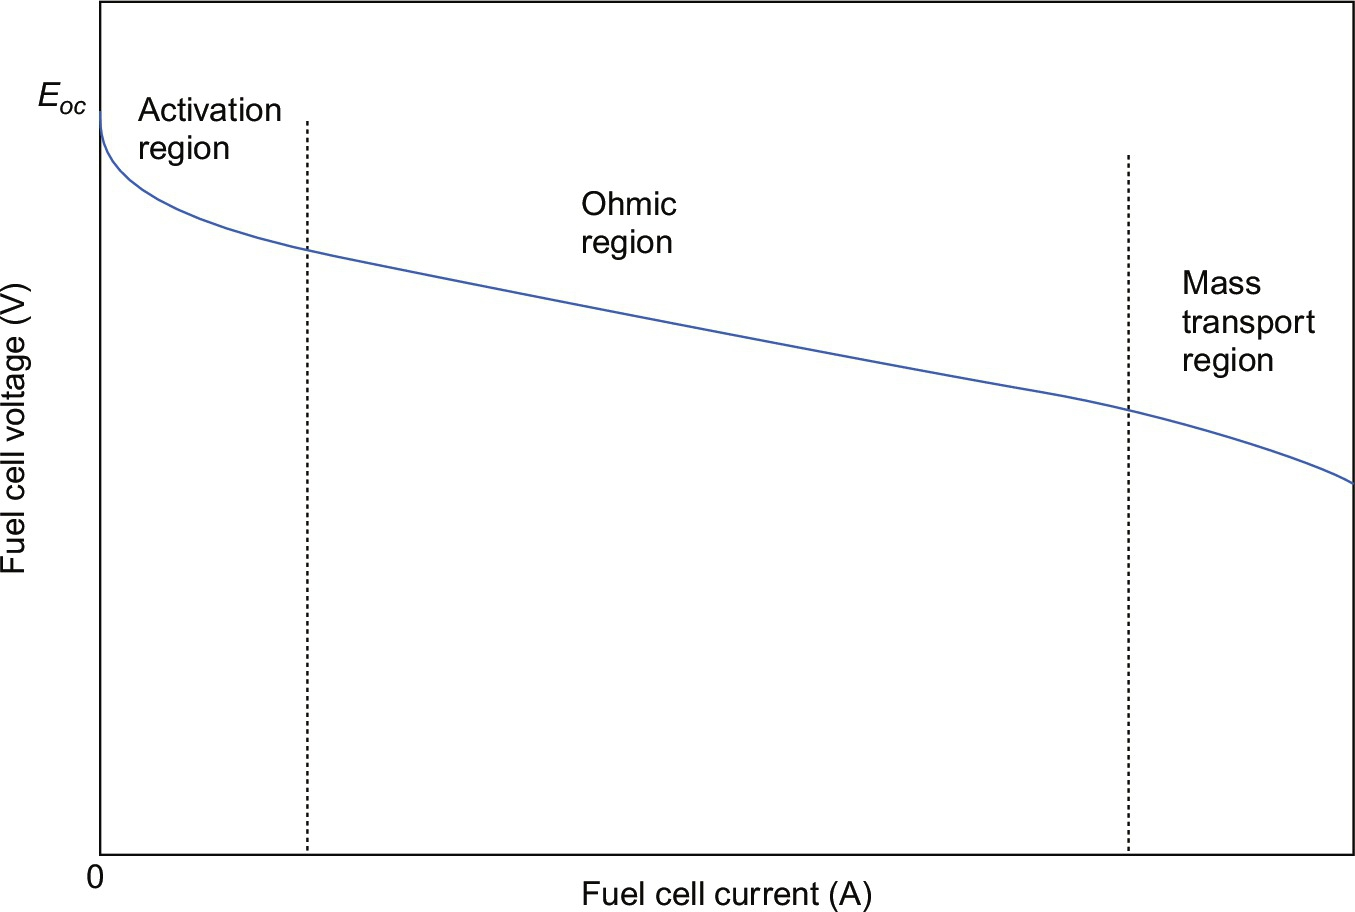 E_oc
Activation
region
Ohmic
region
Mass
transport
region
Fuel cell voltage (V)
0
Fuel cell current (A)